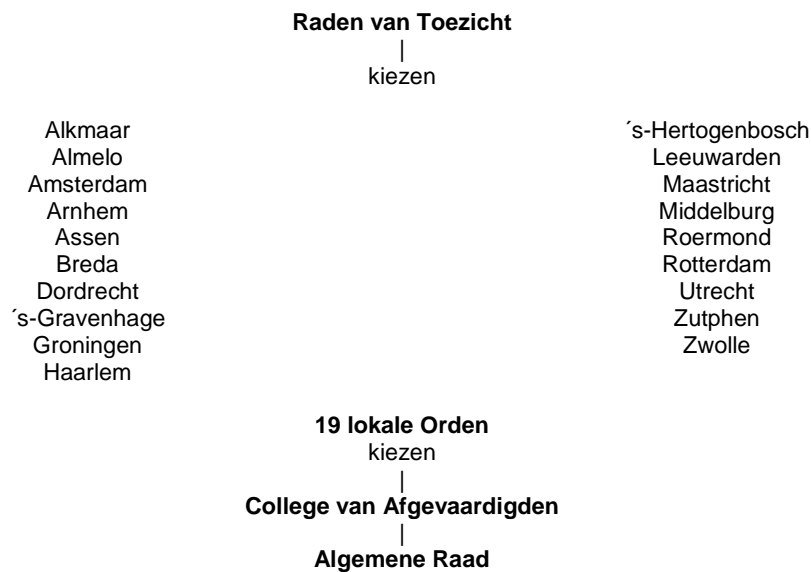 Raden van Toezicht
|
kiezen
Alkmaar
Almelo
Amsterdam
Arnhem
Assen
Breda
Dordrecht
´s-Gravenhage
Groningen
Haarlem
´s-Hertogenbosch
Leeuwarden
Maastricht
Middelburg
Roermond
Rotterdam
Utrecht
Zutphen
Zwolle
19 lokale Orden
kiezen
|
College van Afgevaardigden
|
Algemene Raad